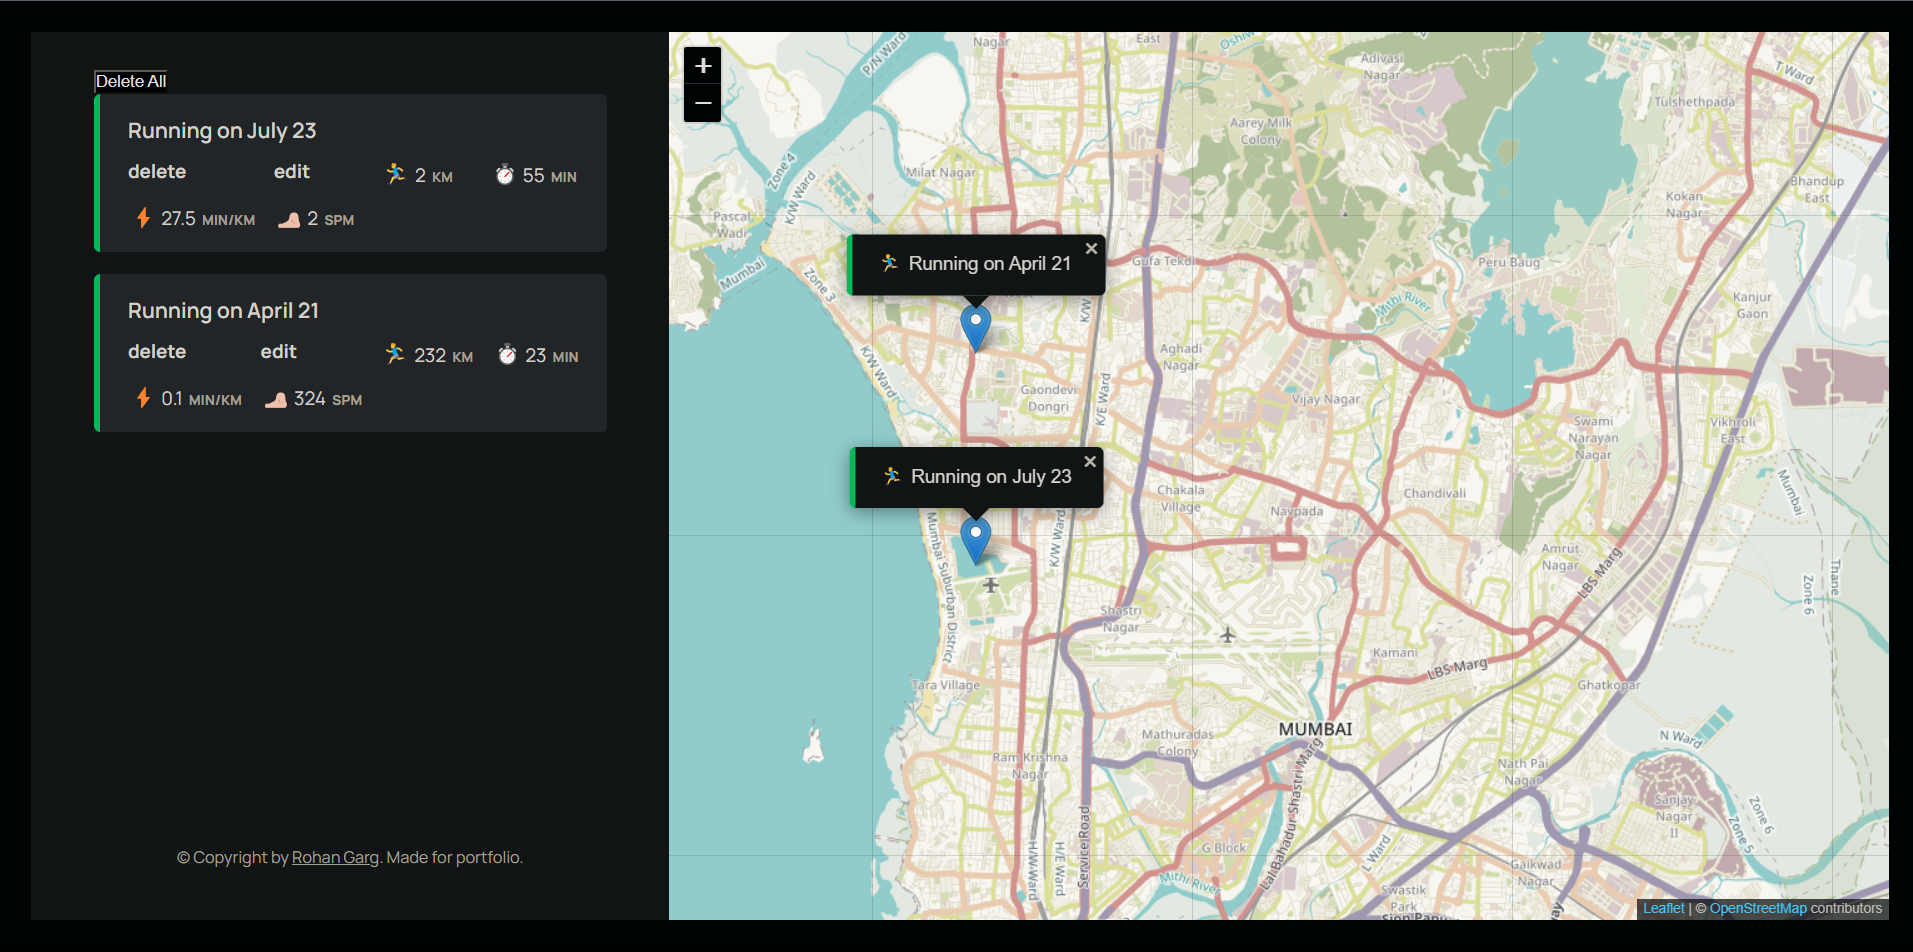 Delete All
Running on July 23
delete
edit
2 KM
55 MIN
27.5 MIN/KM
2 SPM
Running on April 21
delete
edit
232 KM
23 MIN
0.1 MIN/KM
324 SPM
© Copyright by Rohan Garg. Made for portfolio.
+
−
P/N Ward
Nagar
East
Adivasi
Nagar
T Ward
Tulshethpada
Aarey Milk
Colony
Zone 4
K/W Ward
Milat Nagar
Bhandup
East
Kokan
Nagar
Pascal
Wadi
Mumbai
Zone 3
Running on April 21
×
Gufa Tekdi
Peru Baug
Mithi River
Kanjur
Gaon
K/W Ward
Aghadi
Nagar
Gaondevi
Dongri
K/E Ward
Vijay Nagar
Swami
Narayan
Nagar
Vikhroli
East
Running on July 23
×
Chakala
Village
Navpada
Chandivali
Mumbai
Mumbai Suburban District
K/W Ward
Amrut
Nagar
LBS Marg
Thane
Zone 6
Shastri
Nagar
Kamani
LBS Marg
Ghatkopar
Tara Village
MUMBAI
Mathuradas
Colony
N Ward
Ram Krishna
Nagar
Nath Pai
Nagar
Sanjay
Nagar
II
Zone 6
Zone 5
Service Road
H/W Ward
H/E Ward
Lal Bahadur Shastri Marg
G Block
L Ward
Mithi River
Gaikwad
Nagar
Swastik
Park
Leaflet | © OpenStreetMap contributors